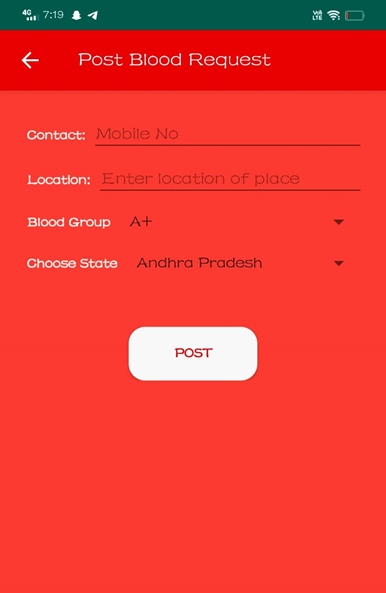 4G 7:19 VoD LTE
Post Blood Request
Contact: Mobile No
Location: Enter location of place
Blood Group A+
Choose State Andhra Pradesh
POST